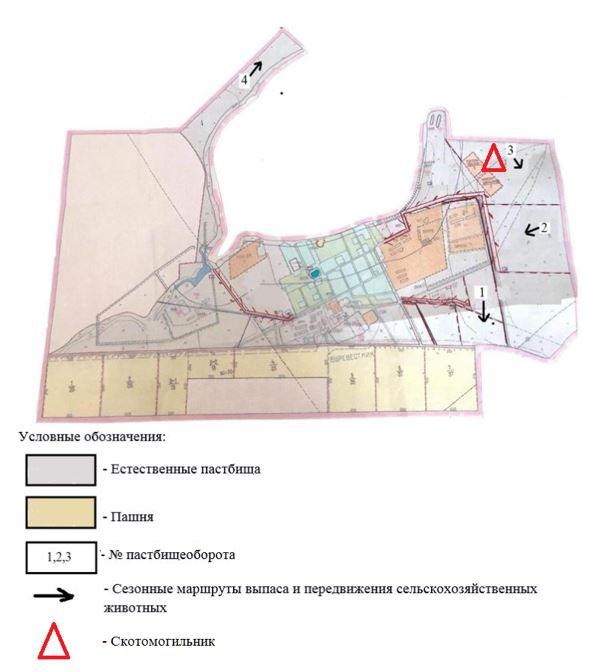 4
3
2
1
БУРЕВЕСТНИК
Условные обозначения:
- Естественные пастбища
- Пашня
1,2,3 - № пастбищеоборота
- Сезонные маршруты выпаса и передвижения сельскохозяйственных
животных
- Скотомогильник